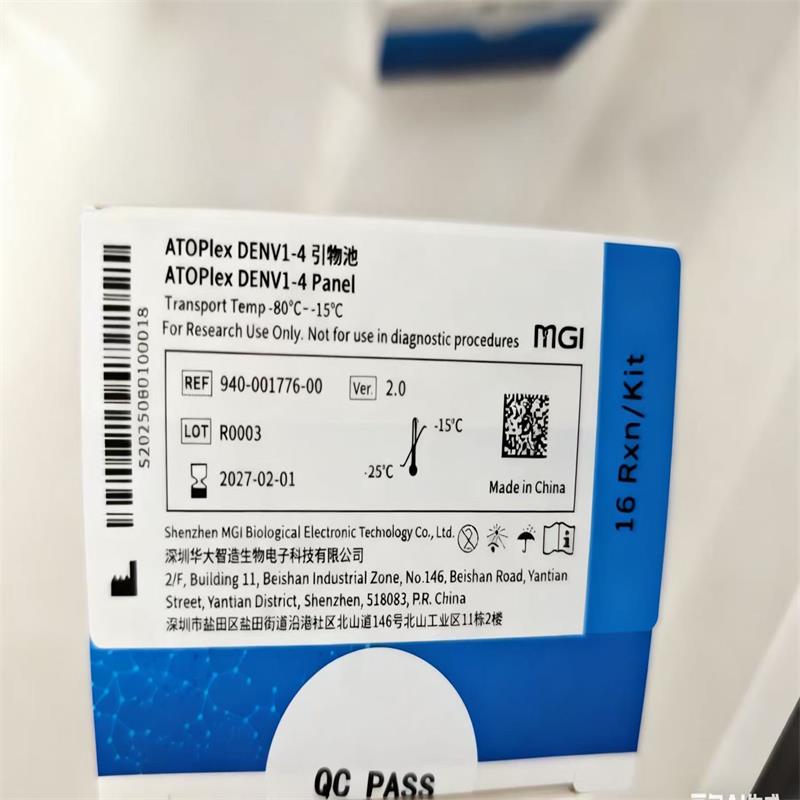 ATOPlex DENV1-4 引物池
ATOPlex DENV1-4 Panel
Transport Temp -80℃~-15℃
For Research Use Only. Not for use in diagnostic procedures
MGI
REF 940-001776-00 Ver. 2.0
LOT R0003
2027-02-01
-15℃
-25℃
Made in China
Shenzhen MGI Biological Electronic Technology Co., Ltd.
深圳华大智造生物电子科技有限公司
2/F, Building 11, Beishan Industrial Zone, No.146, Beishan Road, Yantian
Street, Yantian District, Shenzhen, 518083, P.R. China
深圳市盐田区盐田街道沿港社区北山道146号北山工业区11栋2楼
S2025080100018
16 Rxn/Kit
QC PASS